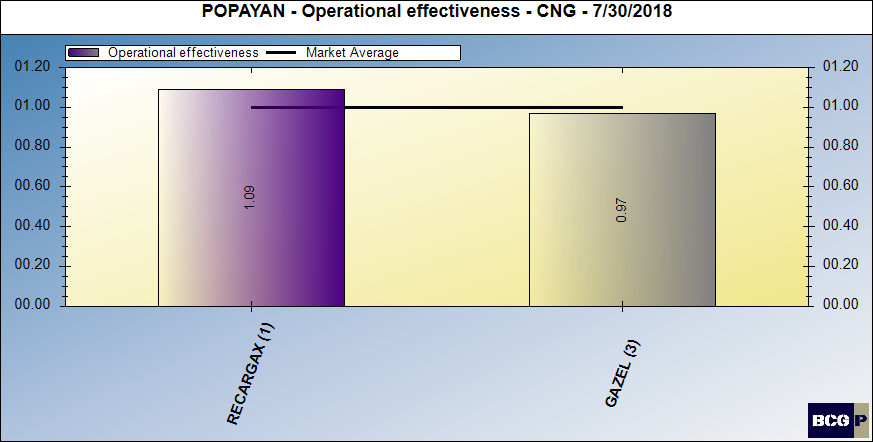 POPAYAN - Operational effectiveness - CNG - 7/30/2018
Operational effectiveness Market Average
01.20 01.20
01.00 01.00
00.80 00.80
00.60 00.60
00.40 00.40
00.20 00.20
00.00 00.00
1.09
0.97
RECARGAX (1)
GAZEL (3)
BCG P